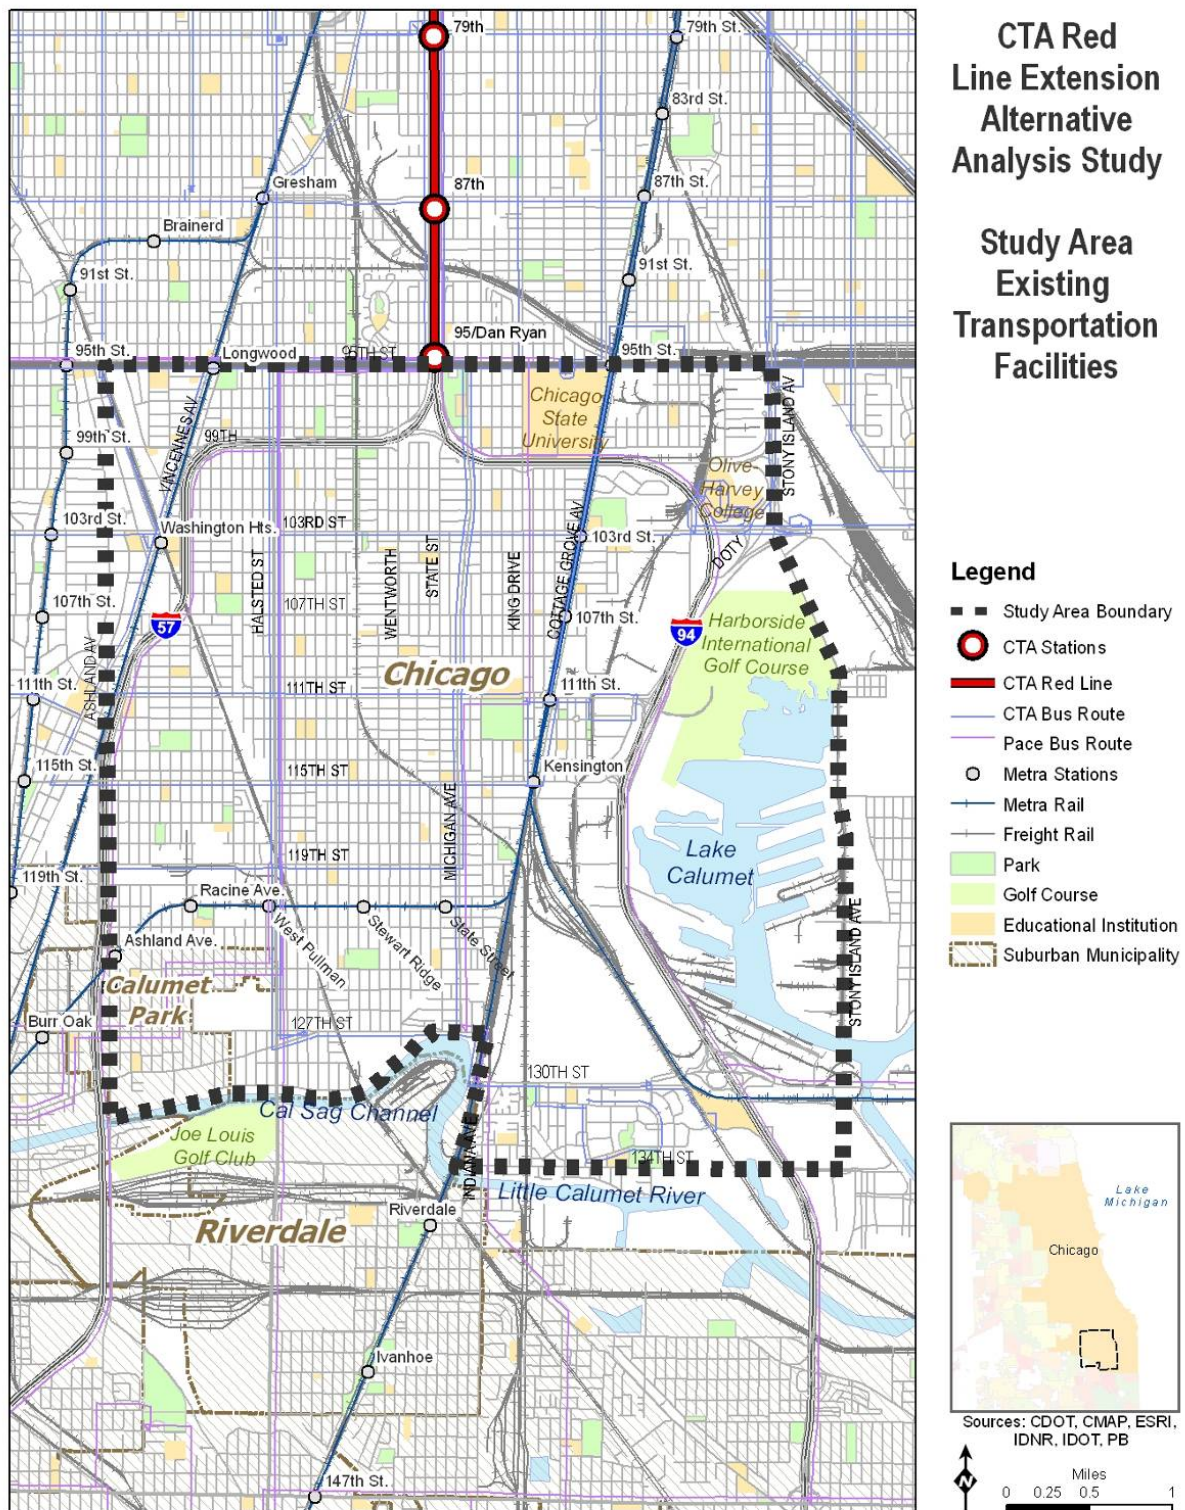 CTA Red
Line Extension
Alternative
Analysis Study
Study Area
Existing
Transportation
Facilities
79th
79th St.
83rd St.
Gresham
87th
87th St.
Brainerd
91st St.
91st St.
95/Dan Ryan
95th St.
Longwood
95TH ST
95th St.
Chicago
State
University
VINCENNES AV
99TH
99th St.
STONY ISLAND AV
Olive-
Harvey
College
103rd St.
Washington Hts.
103RD ST
103rd St.
HALSTED ST
WENTWORTH
STATE ST
KING DRIVE
COTTAGE GROVE AV
DOTY
107th St.
107TH ST
107th St.
57
94
Harborside
International
Golf Course
ASHLAND AV
Chicago
111th St.
111TH ST
111th St.
115th St.
115TH ST
Kensington
MICHIGAN AVE
119TH ST
119th St.
Lake
Calumet
Racine Ave.
West Pullman
Stewart Ridge
State Street
Ashland Ave.
STONY ISLAND AVE
Calumet
Park
Burr Oak
127TH ST
130TH ST
Cal Sag Channel
Joe Louis
Golf Club
INDIANA AVE
134TH ST
Little Calumet River
Riverdale
Riverdale
Ivanhoe
147th St.
Legend
Study Area Boundary
CTA Stations
CTA Red Line
CTA Bus Route
Pace Bus Route
Metra Stations
Metra Rail
Freight Rail
Park
Golf Course
Educational Institution
Suburban Municipality
Lake
Michigan
Chicago
Sources: CDOT, CMAP, ESRI,
IDNR, IDOT, PB
N
Miles
0 0.25 0.5 1